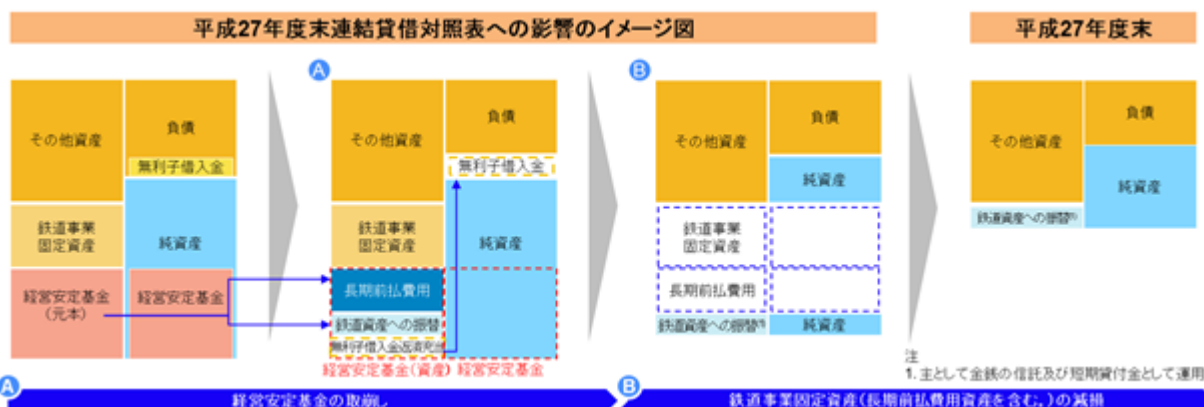 平成27年度末連結貸借対照表への影響のイメージ図
平成27年度末
その他資産
負債
無利子借入金
鉄道事業
固定資産
純資産
経営安定基金
(元本)
経営安定基金
A
その他資産
負債
無利子借入金
鉄道事業
固定資産
純資産
長期前払費用
鉄道資産への振替
無利子借入金返済充当
経営安定基金(資産)
経営安定基金
B
その他資産
負債
純資産
鉄道事業
固定資産
長期前払費用
鉄道資産への振替
純資産
その他資産
負債
純資産
鉄道資産への振替
注
1. 主として金銭の信託及び短期貸付金として運用
A
経営安定基金の取崩し
B
鉄道事業固定資産(長期前払費用資産を含む。)の減損